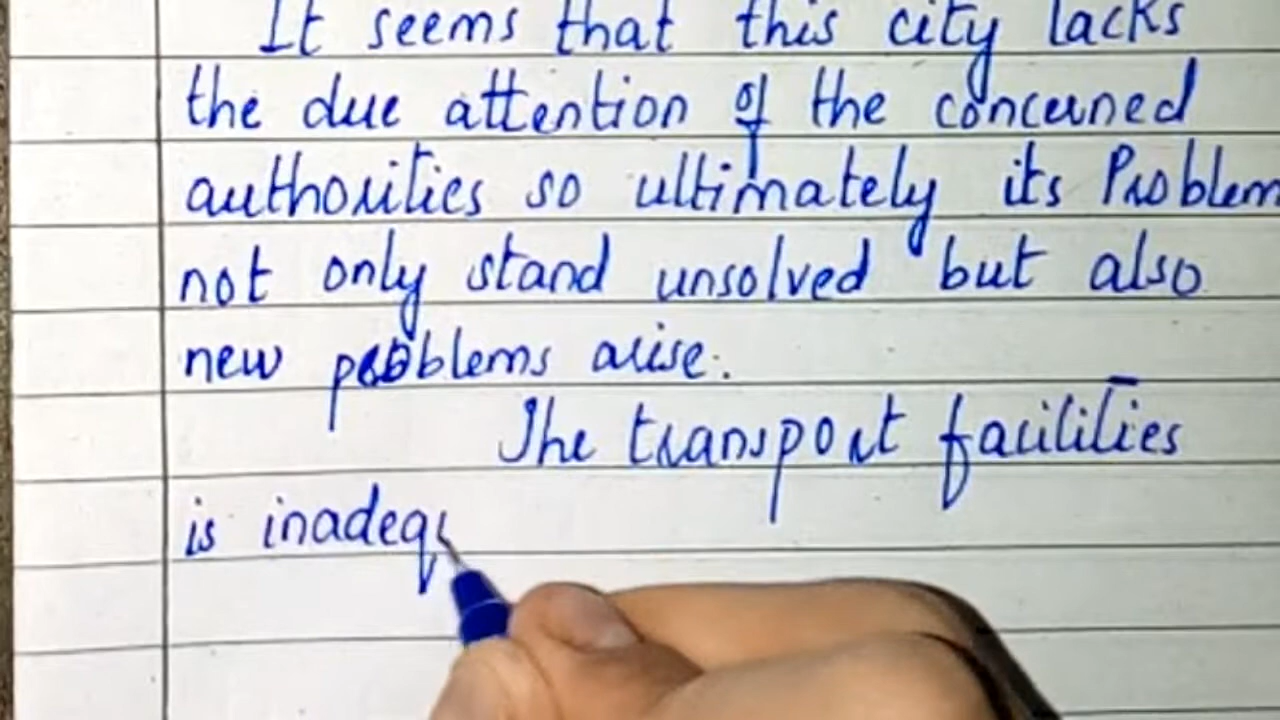 It seems that this city lacks
the due attention of the concerned
authorities so ultimately its Problem
not only stand unsolved but also
new problems arise.
The transport facilities
is inadequ